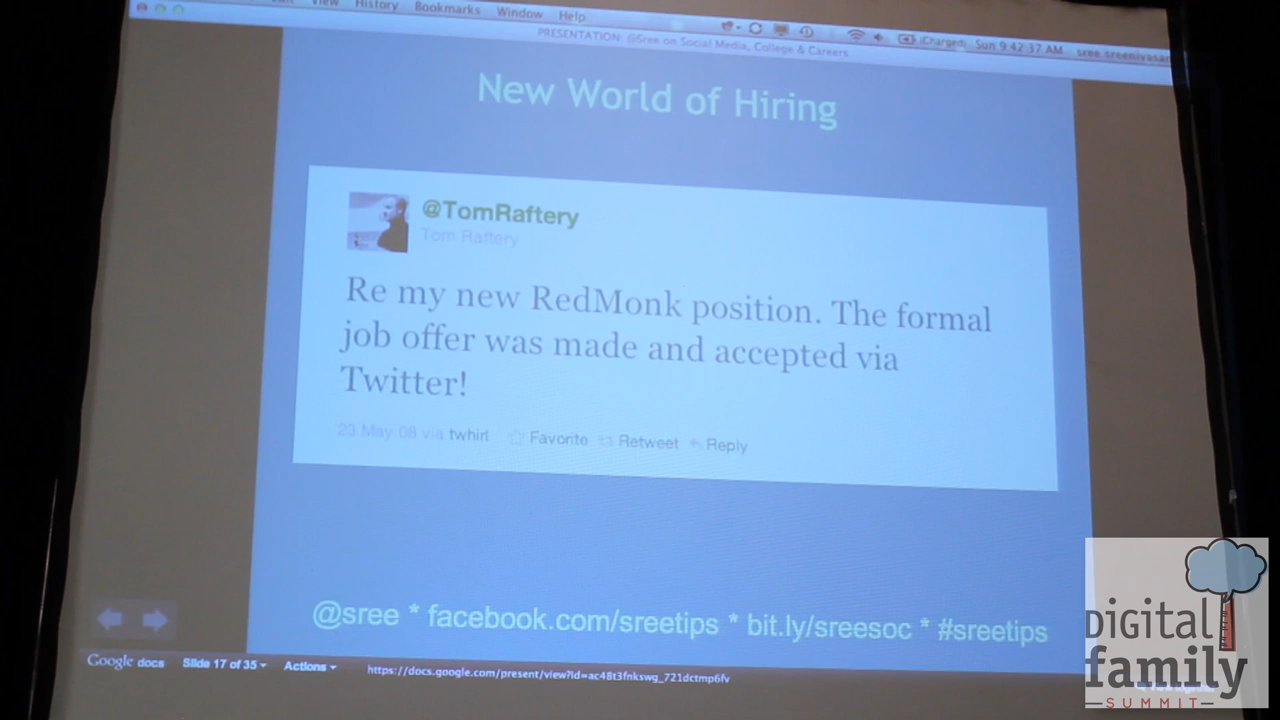 View History Bookmarks Window Help
Sun 9:42:37 AM
PRESENTATION: @Sree on Social Media, College & Careers
New World of Hiring
@TomRaftery
Tom Raftery
Re my new RedMonk position. The formal
job offer was made and accepted via
Twitter!
23 May 08 via twhirl Favorite Retweet Reply
@sree * facebook.com/sreetips * bit.ly/sreesoc * #sreetips
Google docs Slide 17 of 35 Actions
https://docs.google.com/present/view?id=ac48t3fnkswg_721dctmp6fv
digital
family
SUMMIT